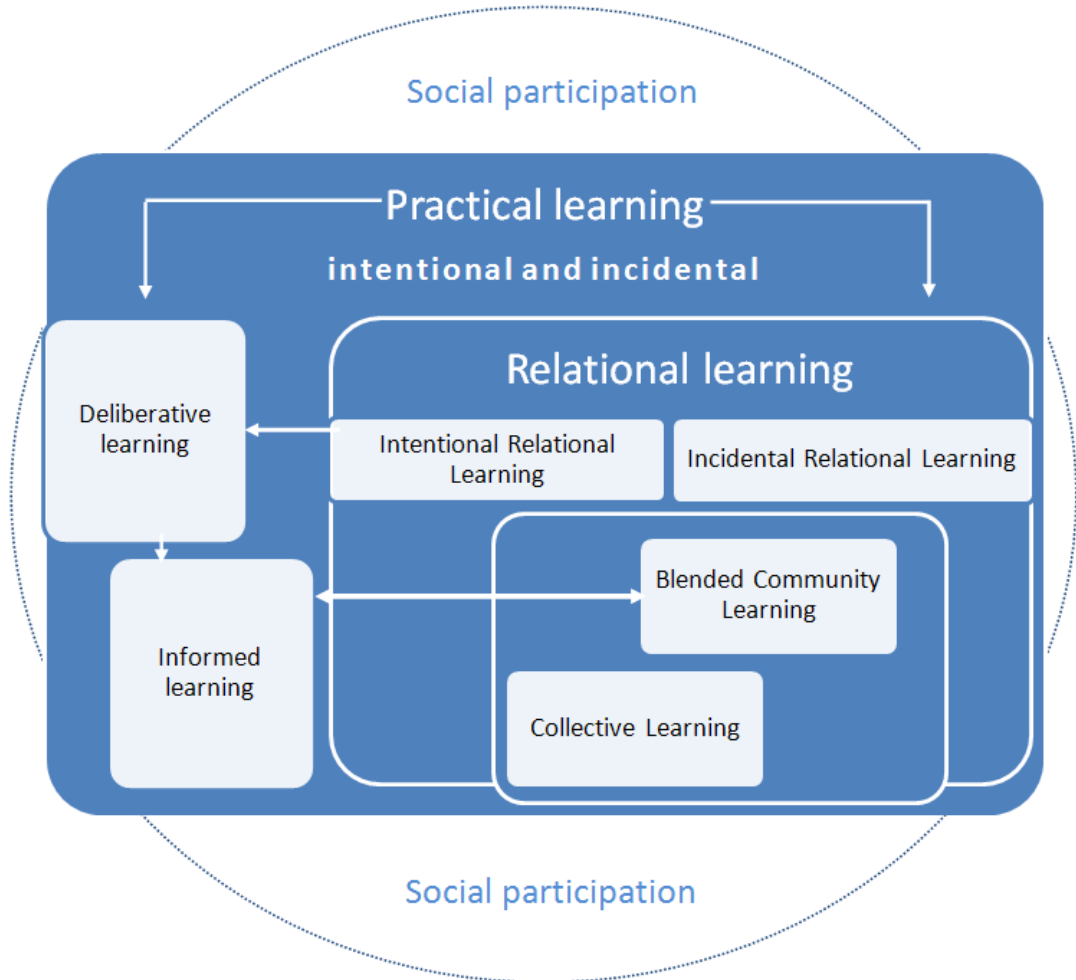 Social participation
Practical learning
intentional and incidental
Relational learning
Deliberative
learning
Intentional Relational
Learning
Incidental Relational Learning
Blended Community
Learning
Informed
learning
Collective Learning
Social participation